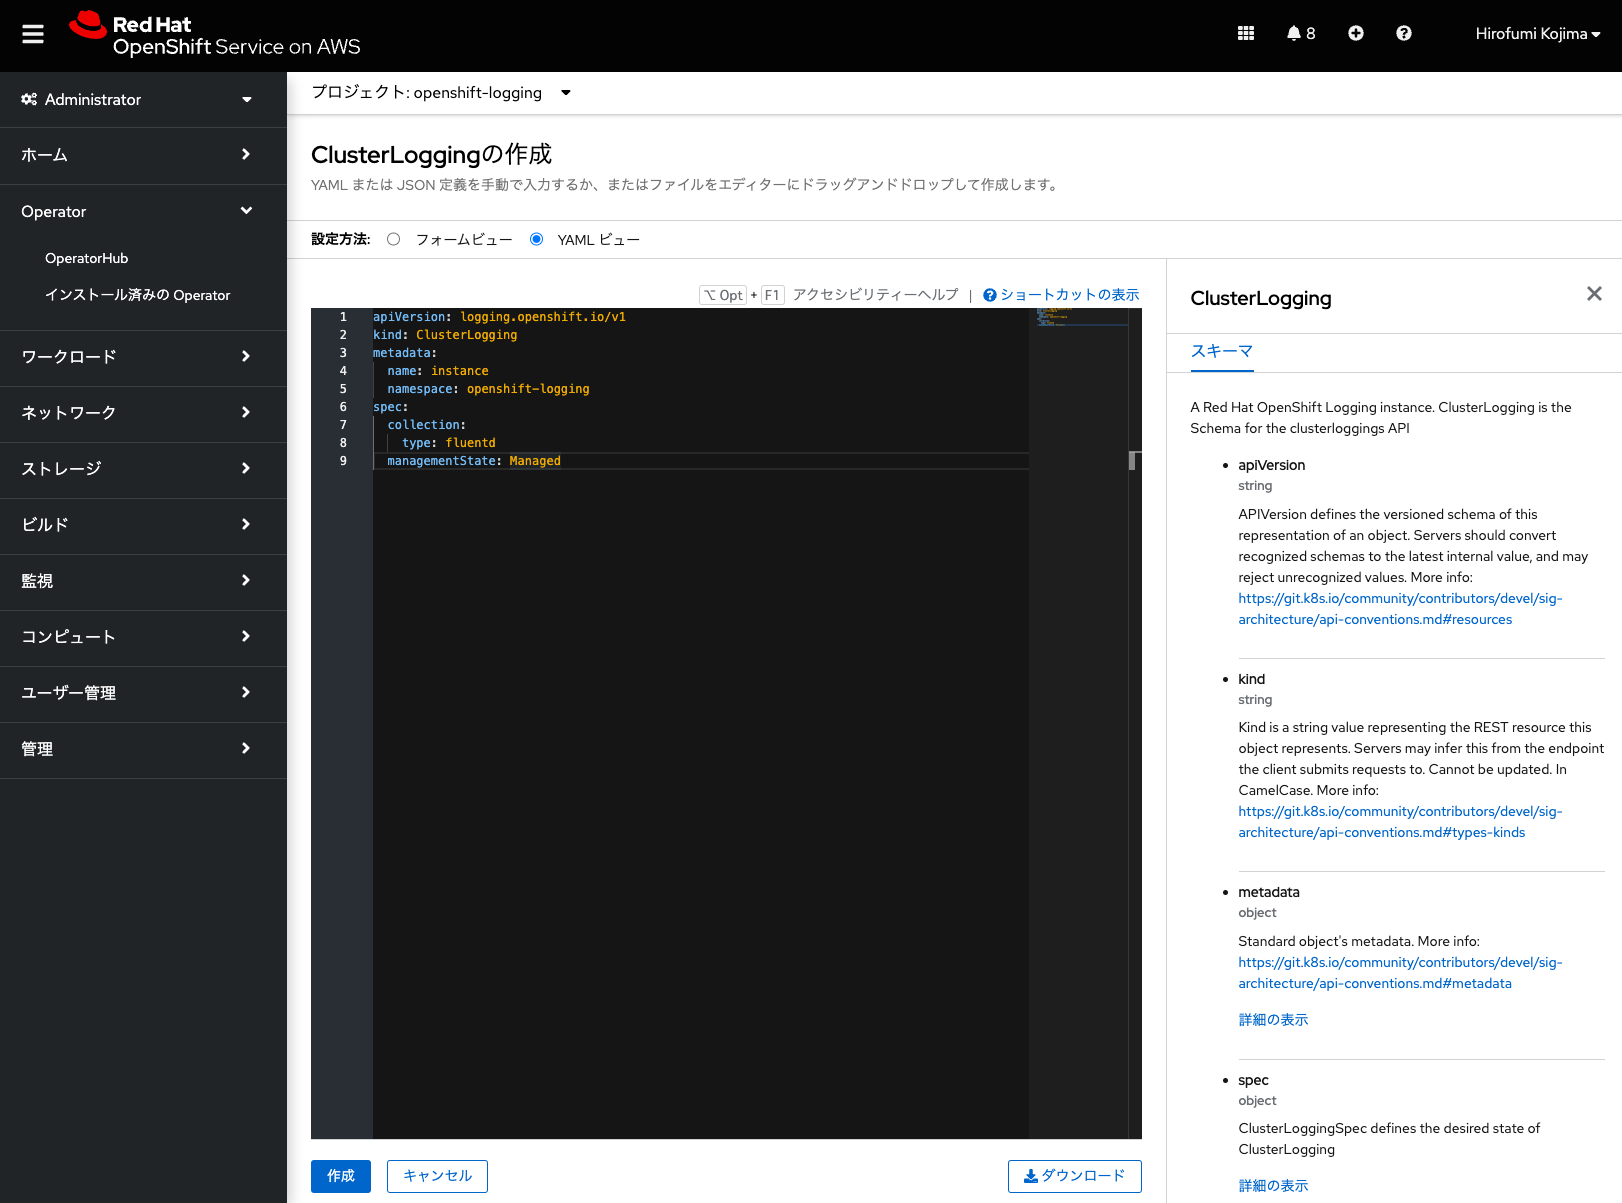 Red Hat
OpenShift Service on AWS
8
Hirofumi Kojima
Administrator
ホーム
Operator
OperatorHub
インストール済みの Operator
ワークロード
ネットワーク
ストレージ
ビルド
監視
コンピュート
ユーザー管理
管理
プロジェクト: openshift-logging
ClusterLoggingの作成
YAML または JSON 定義を手動で入力するか、またはファイルをエディターにドラッグアンドドロップして作成します。
設定方法: フォームビュー YAML ビュー
⌥ Opt + F1 アクセシビリティーヘルプ | ショートカットの表示
1 apiVersion: logging.openshift.io/v1
2 kind: ClusterLogging
3 metadata:
4   name: instance
5   namespace: openshift-logging
6 spec:
7   collection:
8     type: fluentd
9   managementState: Managed
作成 キャンセル ダウンロード
ClusterLogging
スキーマ
A Red Hat OpenShift Logging instance. ClusterLogging is the
Schema for the clusterloggings API
• apiVersion
string
APIVersion defines the versioned schema of this
representation of an object. Servers should convert
recognized schemas to the latest internal value, and may
reject unrecognized values. More info:
https://git.k8s.io/community/contributors/devel/sig-
architecture/api-conventions.md#resources
• kind
string
Kind is a string value representing the REST resource this
object represents. Servers may infer this from the endpoint
the client submits requests to. Cannot be updated. In
CamelCase. More info:
https://git.k8s.io/community/contributors/devel/sig-
architecture/api-conventions.md#types-kinds
• metadata
object
Standard object's metadata. More info:
https://git.k8s.io/community/contributors/devel/sig-
architecture/api-conventions.md#metadata
詳細の表示
• spec
object
ClusterLoggingSpec defines the desired state of
ClusterLogging
詳細の表示